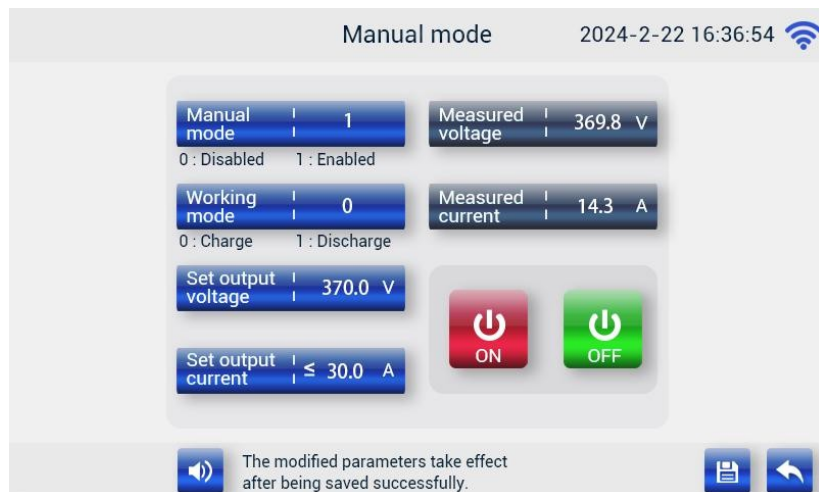 Manual mode 2024-2-22 16:36:54
Manual mode 1
0 : Disabled 1 : Enabled
Measured voltage 369.8 V
Working mode 0
0 : Charge 1 : Discharge
Measured current 14.3 A
Set output voltage 370.0 V
Set output current ≤ 30.0 A
ON
OFF
The modified parameters take effect
after being saved successfully.